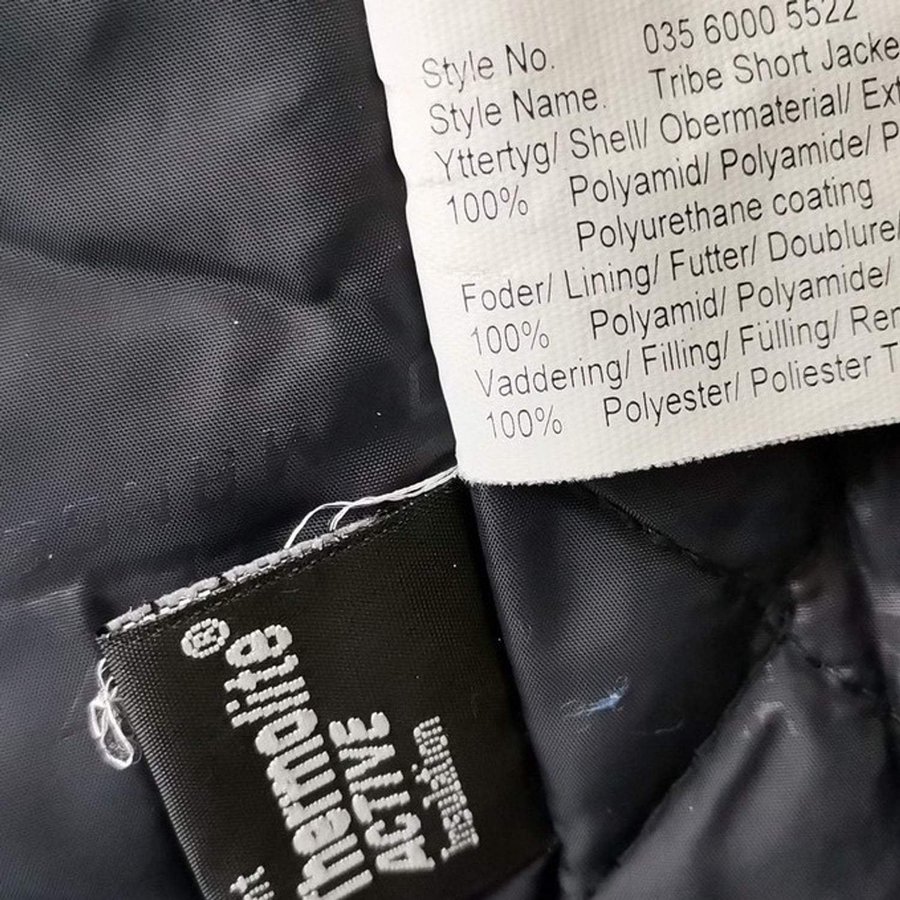 Style No. 035 6000 5522
Style Name. Tribe Short Jacke
Yttertyg/ Shell/ Obermaterial/ Ext
100% Polyamid/ Polyamide/ P
Polyurethane coating
Foder/ Lining/ Futter/ Doublure/
100% Polyamid/ Polyamide/
Vaddering/ Filling/ Fülling/ Ren
100% Polyester/ Poliester T
Thermolite®
ACTIVE
Insulation